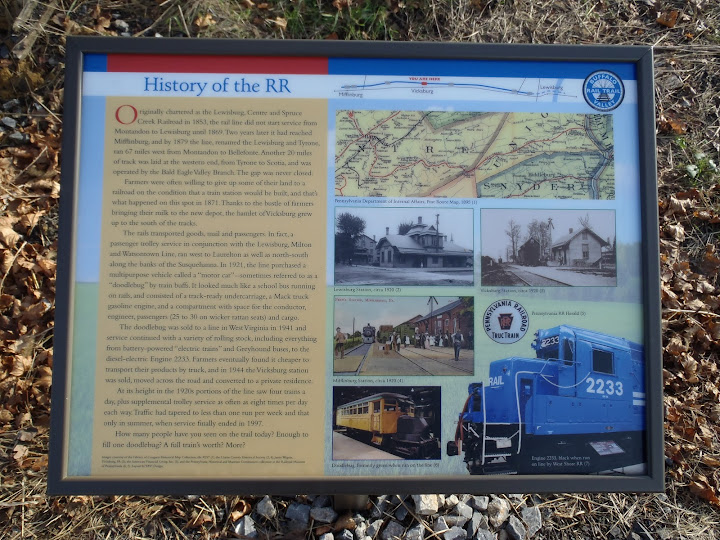 History of the RR
Originally chartered as the Lewisburg, Centre and Spruce
Creek Railroad in 1853, the rail line did not start service from
Montandon to Lewisburg until 1869. Two years later it had reached
Mifflinburg, and by 1879 the line, renamed the Lewisburg and Tyrone,
ran 67 miles west from Montandon to Bellefonte. Another 20 miles
of track was laid at the western end, from Tyrone to Scotia, and was
operated by the Bald Eagle Valley Branch. The gap was never closed.
Farmers were often willing to give up some of their land to a
railroad on the condition that a train station would be built, and that's
what happened on this spot in 1871. Thanks to the bustle of farmers
bringing their milk to the new depot, the hamlet of Vicksburg grew
up to the south of the tracks.
The rails transported goods, mail and passengers. In fact, a
passenger trolley service in conjunction with the Lewisburg, Milton
and Watsontown Line, ran west to Laurelton as well as north-south
along the banks of the Susquehanna. In 1921, the line purchased a
multipurpose vehicle called a "motor car"–sometimes referred to as a
"doodlebug" by train buffs. It looked much like a school bus running
on rails, and consisted of a track-ready undercarriage, a Mack truck
gasoline engine, and a compartment with space for the conductor,
engineer, passengers (25 to 30 on wicker rattan seats) and cargo.
The doodlebug was sold to a line in West Virginia in 1941 and
service continued with a variety of rolling stock, including everything
from battery-powered "electric trains" and Greyhound buses, to the
diesel-electric Engine 2233. Farmers eventually found it cheaper to
transport their products by truck, and in 1944 the Vicksburg station
was sold, moved across the road and converted to a private residence.
At its height in the 1920s portions of the line saw four trains a
day, plus supplemental trolley service as often as eight times per day
each way. Traffic had tapered to less than one run per week and that
only in summer, when service finally ended in 1997.
How many people have you seen on the trail today? Enough to
fill one doodlebug? A full train's worth? More?
YOU ARE HERE
Mifflinburg
Vicksburg
Lewisburg
BUFFALO
RAIL TRAIL
VALLEY
Pennsylvania Department of Internal Affairs,
Lewisburg Station, circa 1920 (2)
Vicksburg Station, circa 1920
Mifflinburg Station, circa 1920
PENNSYLVANIA RAILROAD
TRUCTRAIN
Pennsylvania RR Herald
RAIL
2233
2233
Engine 2233, black when run
on line by West Shore RR (7)